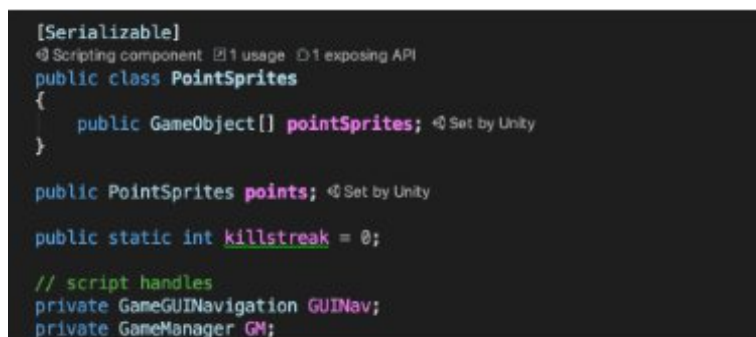 [Serializable]
Scripting component 1 usage 1 exposing API
public class PointSprites
{
public GameObject[] pointSprites; Set by Unity
}
public PointSprites points; Set by Unity
public static int killstreak = 0;
// script handles
private GameGUINavigation GUINav;
private GameManager GM;